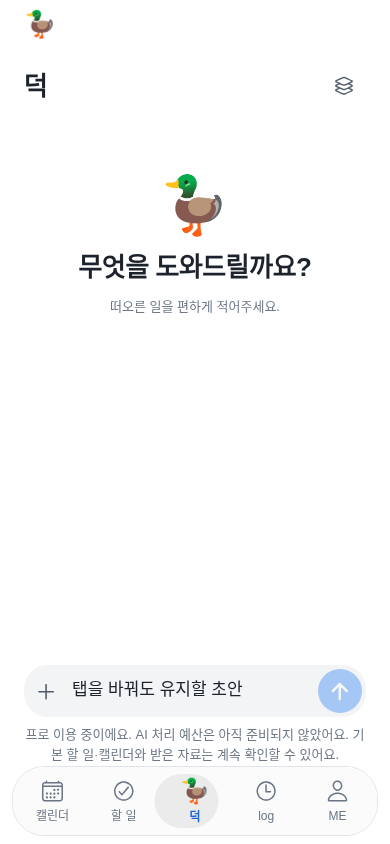 덕
무엇을 도와드릴까요?
떠오른 일을 편하게 적어주세요.
탭을 바꿔도 유지할 초안
프로 이용 중이에요. AI 처리 예산은 아직 준비되지 않았어요. 기
본 할 일·캘린더와 받은 자료는 계속 확인할 수 있어요.
캘린더 할 일 덕 log ME